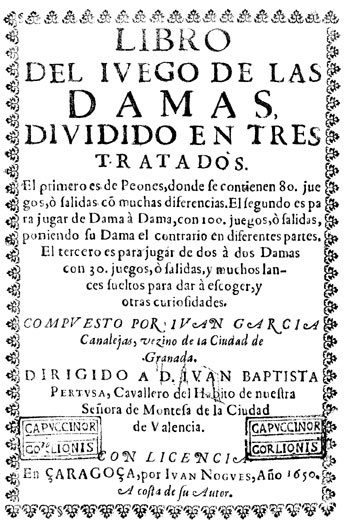 LIBRO
DEL IVEGO DE LAS
DAMAS,
DIVIDIDO EN TRES
TRATADOS.
El primero es de Peones, donde se contienen 80. jue
gos, ò salidas cõ muchas diferencias. El segundo es pa
ra jugar de Dama à Dama, con 100. juegos, ò salidas,
poniendo su Dama el contrario en diferentes partes.
El tercero es para jugar de dos à dos Damas
con 30. juegos, ò salidas, y muchos lan-
ces sueltos para dar à escoger, y
otras curiosidades.
COMPVESTO POR IVAN GARCIA
Canalejas, vezino de la Ciudad de
Granada.
DIRIGIDO A D. IVAN BAPTISTA
PERTVSA, Cavallero del Habito de nuestra
Señora de Montesa de la Ciudad
de Valencia.
CAPVCCINOR
GORLIONIS
CAPVCCINOR
GORLIONIS
CON LICENCIA
En ÇARAGOÇA, por IVAN NOGVES, Año 1650.
A costa de su Autor.